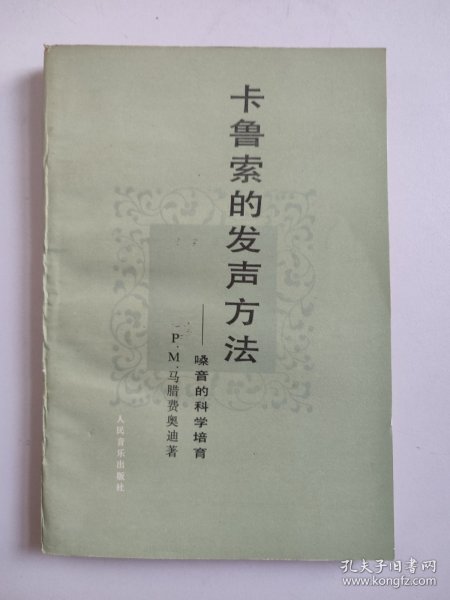 卡鲁索的发声方法
——嗓音的科学培育
P.M.马腊费奥迪著
人民音乐出版社
孔夫子旧书网
www.kongfz.com